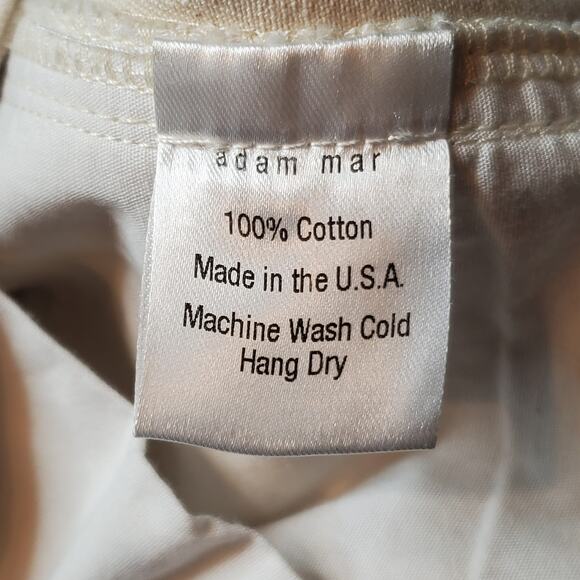 adam mar
100% Cotton
Made in the U.S.A.
Machine Wash Cold
Hang Dry